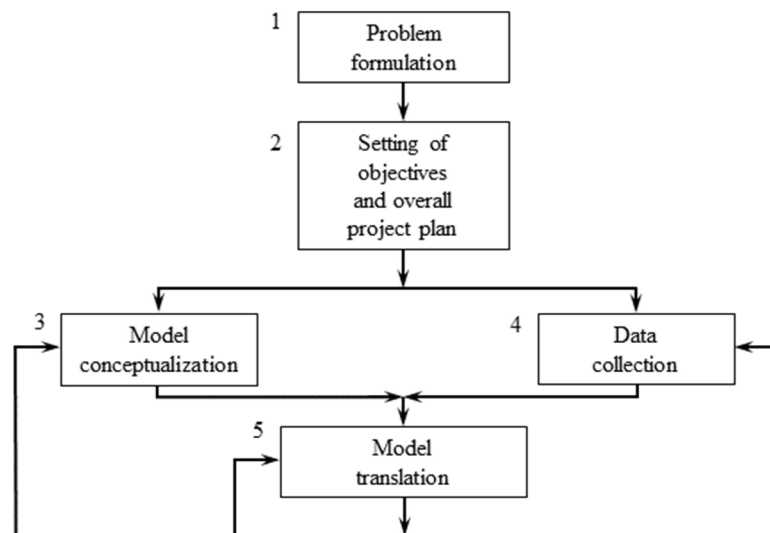 1
Problem
formulation
2
Setting of
objectives
and overall
project plan
3
Model
conceptualization
4
Data
collection
5
Model
translation